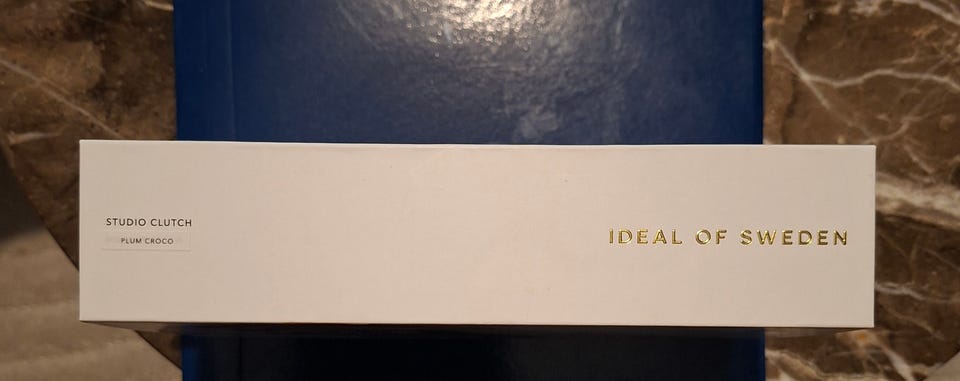 STUDIO CLUTCH
PLUM CROCO
IDEAL OF SWEDEN